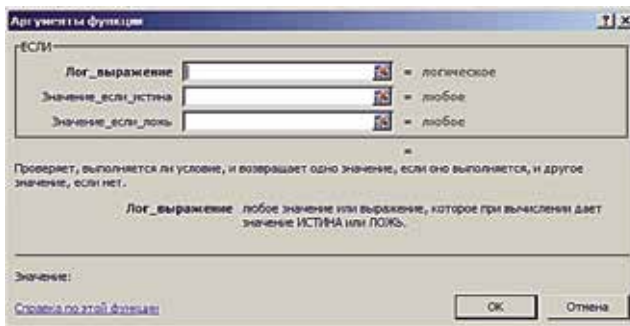 Аргументы функции
ЕСЛИ
Лог_выражение = логическое
Значение_если_истина = любое
Значение_если_ложь = любое
=
Проверяет, выполняется ли условие, и возвращает одно значение, если оно выполняется, и другое
значение, если нет.
Лог_выражение любое значение или выражение, которое при вычислении дает
значение ИСТИНА или ЛОЖЬ.
Значение:
Справка по этой функции
OK Отмена